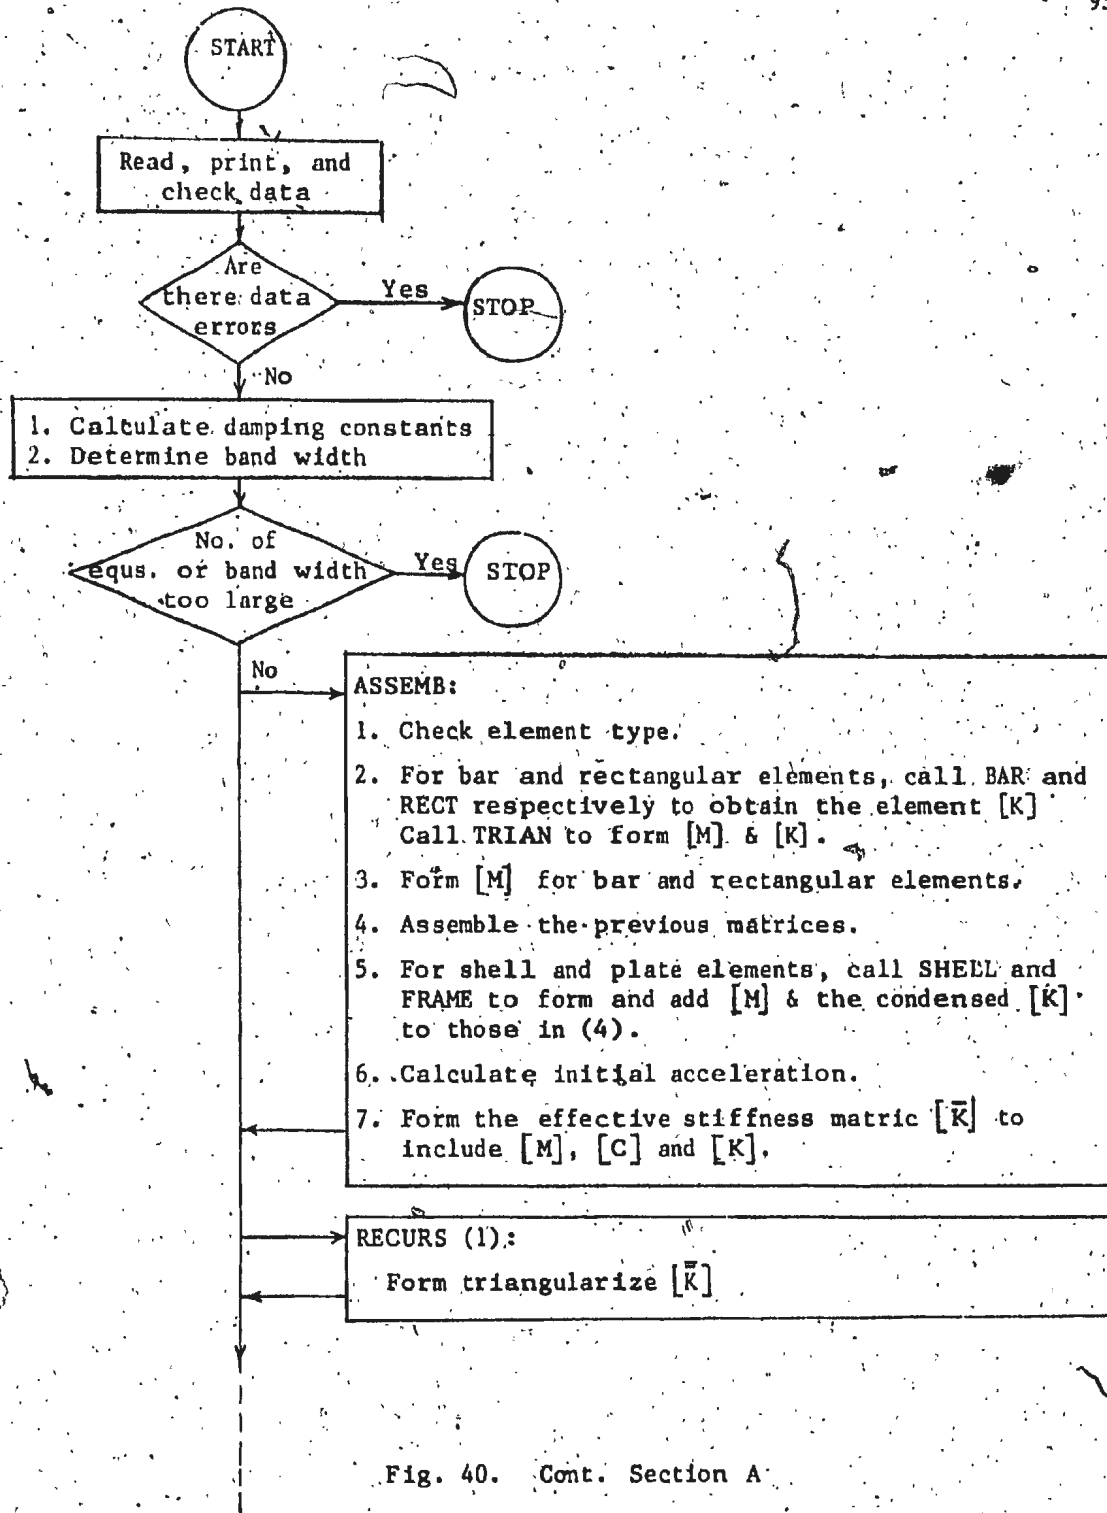 START
Read, print, and
check data
Are
there data
errors
Yes
STOP
No
1. Calculate damping constants
2. Determine band width
No. of
equs. or band width
too large
Yes
STOP
No
ASSEMB:
1. Check element type.
2. For bar and rectangular elements, call BAR and
RECT respectively to obtain the element [K]
Call TRIAN to form [M] & [K].
3. Form [M] for bar and rectangular elements.
4. Assemble the previous matrices.
5. For shell and plate elements, call SHELL and
FRAME to form and add [M] & the condensed [K]
to those in (4).
6. Calculate initial acceleration.
7. Form the effective stiffness matric [K̄] to
include [M], [C] and [K].
RECURS (1):
Form triangularize [K̄]
Fig. 40. Cont. Section A